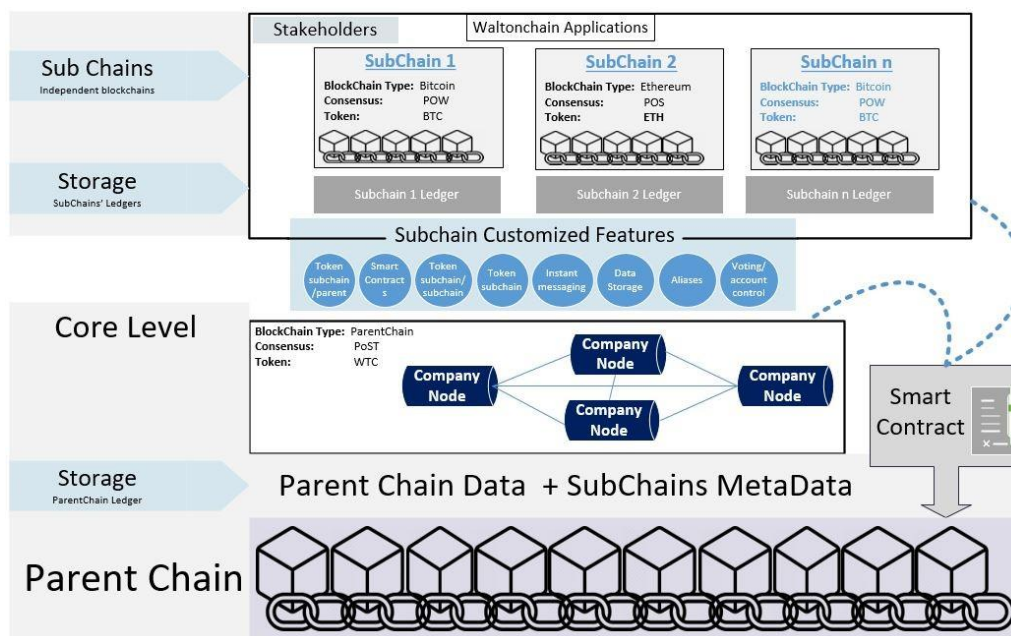 Stakeholders
Waltonchain Applications
Sub Chains
Independent blockchains
SubChain 1
BlockChain Type: Bitcoin
Consensus: POW
Token: BTC
SubChain 2
BlockChain Type: Ethereum
Consensus: POS
Token: ETH
SubChain n
BlockChain Type: Bitcoin
Consensus: POW
Token: BTC
Storage
SubChains' Ledgers
Subchain 1 Ledger
Subchain 2 Ledger
Subchain n Ledger
Subchain Customized Features
Token
subchain
/parent
Smart
Contract
s
Token
subchain/
subchain
Token
subchain
Instant
messaging
Data
Storage
Aliases
Voting/
account
control
Core Level
BlockChain Type: ParentChain
Consensus: PoST
Token: WTC
Company
Node
Company
Node
Company
Node
Company
Node
Smart
Contract
Storage
ParentChain Ledger
Parent Chain Data + SubChains MetaData
Parent Chain